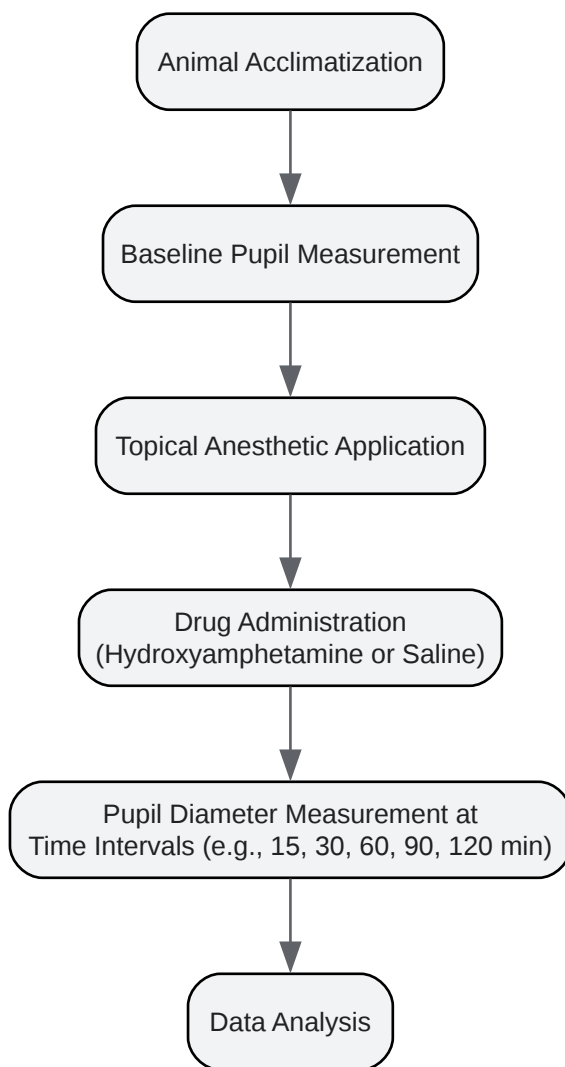 Animal Acclimatization
Baseline Pupil Measurement
Topical Anesthetic Application
Drug Administration
(Hydroxyamphetamine or Saline)
Pupil Diameter Measurement at
Time Intervals (e.g., 15, 30, 60, 90, 120 min)
Data Analysis